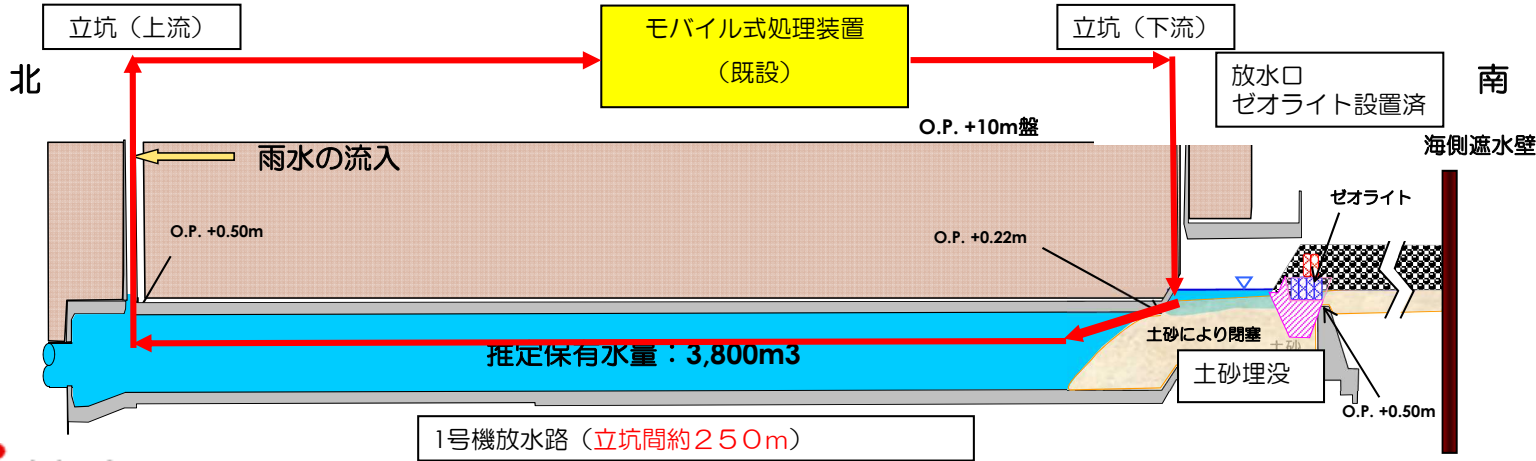 立坑（上流）
モバイル式処理装置
（既設）
立坑（下流）
北
放水口
ゼオライト設置済
南
O.P. +10m盤
海側遮水壁
雨水の流入
ゼオライト
O.P. +0.50m
O.P. +0.22m
土砂により閉塞
土砂
推定保有水量：3,800m3
土砂埋没
O.P. +0.50m
1号機放水路（立坑間約２５０m）